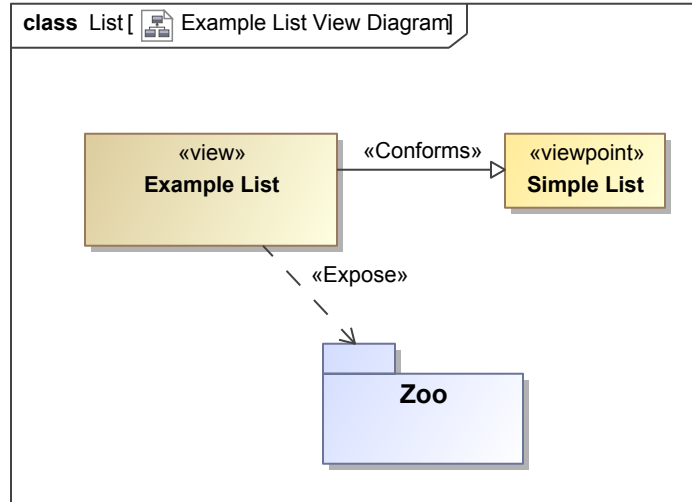 class List [ Example List View Diagram]
«view»
Example List
«Conforms»
«viewpoint»
Simple List
«Expose»
Zoo